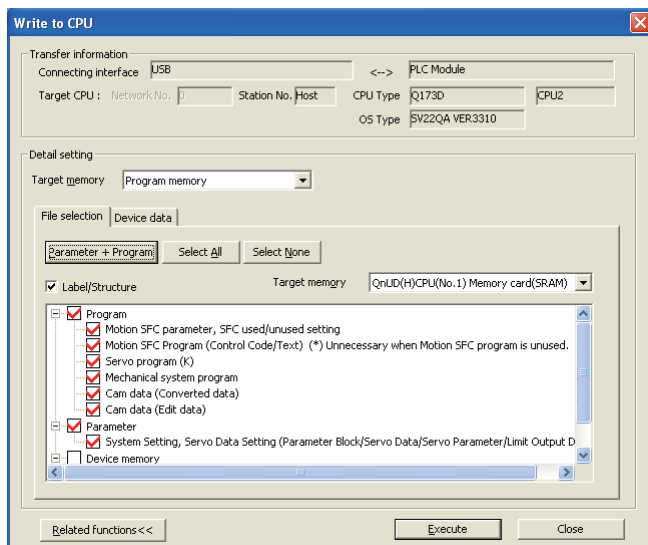 Write to CPU
Transfer information
Connecting interface USB <--> PLC Module
Target CPU : Network No. 0 Station No. Host CPU Type Q173D CPU2
OS Type SV22QA VER3310
Detail setting
Target memory Program memory
File selection Device data
Parameter + Program Select All Select None
Label/Structure Target memory QnUD(H)CPU(No.1) Memory card(SRAM)
Program
Motion SFC parameter, SFC used/unused setting
Motion SFC Program (Control Code/Text) (*) Unnecessary when Motion SFC program is unused.
Servo program (K)
Mechanical system program
Cam data (Converted data)
Cam data (Edit data)
Parameter
System Setting, Servo Data Setting (Parameter Block/Servo Data/Servo Parameter/Limit Output D
Device memory
Related functions<< Execute Close